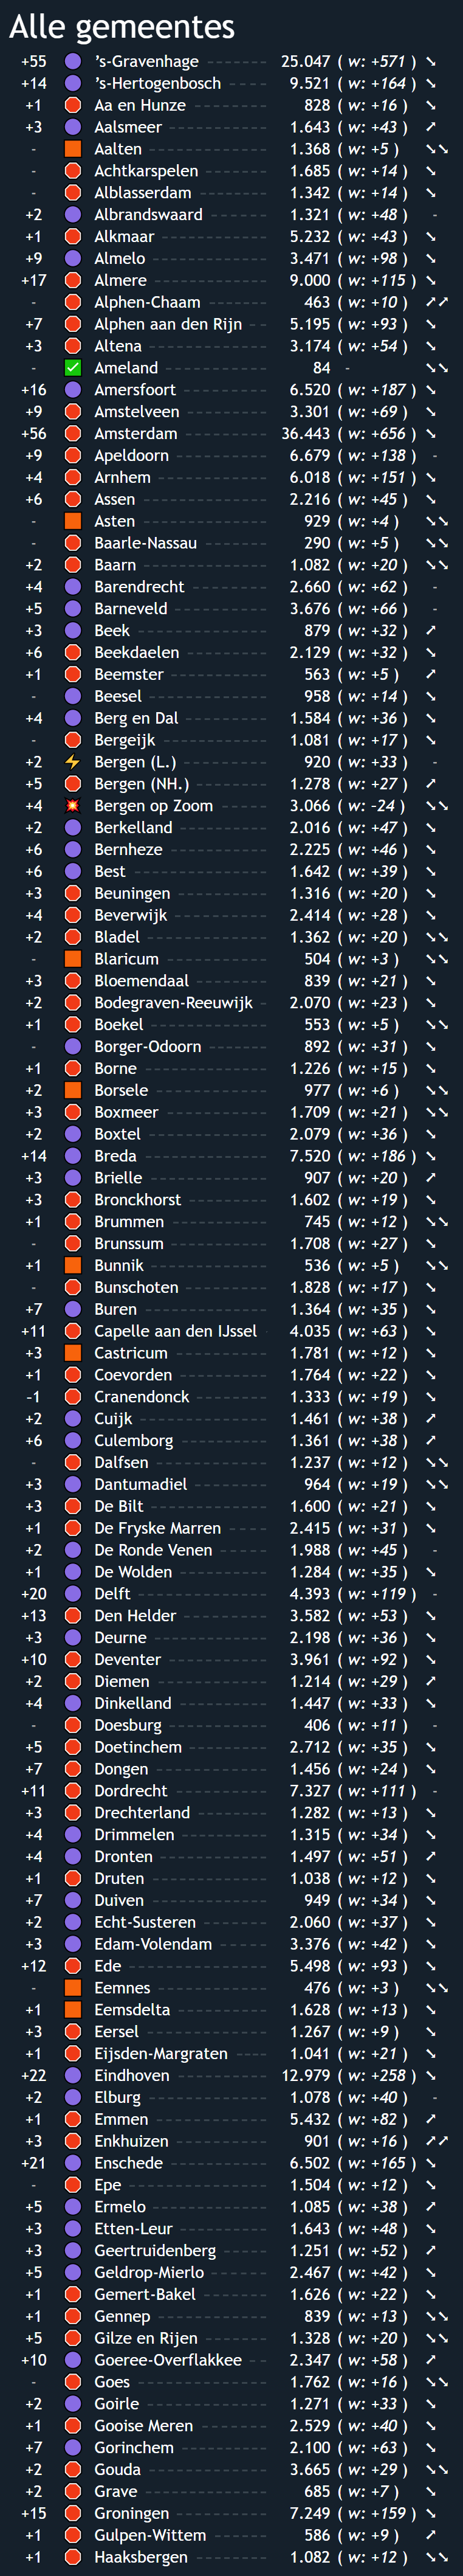 Alle gemeentes
+55 's-Gravenhage 25.047 ( w: +571 )
+14 's-Hertogenbosch 9.521 ( w: +164 )
+1 Aa en Hunze 828 ( w: +16 )
+3 Aalsmeer 1.643 ( w: +43 )
- Aalten 1.368 ( w: +5 )
- Achtkarspelen 1.685 ( w: +14 )
- Alblasserdam 1.342 ( w: +14 )
+2 Albrandswaard 1.321 ( w: +48 ) -
+1 Alkmaar 5.232 ( w: +43 )
+9 Almelo 3.471 ( w: +98 )
+17 Almere 9.000 ( w: +115 )
- Alphen-Chaam 463 ( w: +10 )
+7 Alphen aan den Rijn 5.195 ( w: +93 )
+3 Altena 3.174 ( w: +54 )
- Ameland 84 -
+16 Amersfoort 6.520 ( w: +187 )
+9 Amstelveen 3.301 ( w: +69 )
+56 Amsterdam 36.443 ( w: +656 )
+9 Apeldoorn 6.679 ( w: +138 ) -
+4 Arnhem 6.018 ( w: +151 )
+6 Assen 2.216 ( w: +45 )
- Asten 929 ( w: +4 )
- Baarle-Nassau 290 ( w: +5 )
+2 Baarn 1.082 ( w: +20 )
+4 Barendrecht 2.660 ( w: +62 ) -
+5 Barneveld 3.676 ( w: +66 ) -
+3 Beek 879 ( w: +32 )
+6 Beekdaelen 2.129 ( w: +32 )
+1 Beemster 563 ( w: +5 )
- Beesel 958 ( w: +14 )
+4 Berg en Dal 1.584 ( w: +36 )
- Bergeijk 1.081 ( w: +17 )
+2 Bergen (L.) 920 ( w: +33 ) -
+5 Bergen (NH.) 1.278 ( w: +27 )
+4 Bergen op Zoom 3.066 ( w: -24 )
+2 Berkelland 2.016 ( w: +47 )
+6 Bernheze 2.225 ( w: +46 )
+6 Best 1.642 ( w: +39 )
+3 Beuningen 1.316 ( w: +20 )
+4 Beverwijk 2.414 ( w: +28 )
+2 Bladel 1.362 ( w: +20 )
- Blaricum 504 ( w: +3 )
+3 Bloemendaal 839 ( w: +21 )
+2 Bodegraven-Reeuwijk 2.070 ( w: +23 )
+1 Boekel 553 ( w: +5 )
- Borger-Odoorn 892 ( w: +31 )
+1 Borne 1.226 ( w: +15 )
+2 Borsele 977 ( w: +6 )
+3 Boxmeer 1.709 ( w: +21 )
+2 Boxtel 2.079 ( w: +36 )
+14 Breda 7.520 ( w: +186 )
+3 Brielle 907 ( w: +20 )
+3 Bronckhorst 1.602 ( w: +19 )
+1 Brummen 745 ( w: +12 )
- Brunssum 1.708 ( w: +27 )
+1 Bunnik 536 ( w: +5 )
- Bunschoten 1.828 ( w: +17 )
+7 Buren 1.364 ( w: +35 )
+11 Capelle aan den IJssel 4.035 ( w: +63 )
+3 Castricum 1.781 ( w: +12 )
+1 Coevorden 1.764 ( w: +22 )
-1 Cranendonck 1.333 ( w: +19 )
+2 Cuijk 1.461 ( w: +38 )
+6 Culemborg 1.361 ( w: +38 )
- Dalfsen 1.237 ( w: +12 )
+3 Dantumadiel 964 ( w: +19 )
+3 De Bilt 1.600 ( w: +21 )
+1 De Fryske Marren 2.415 ( w: +31 )
+2 De Ronde Venen 1.988 ( w: +45 ) -
+1 De Wolden 1.284 ( w: +35 )
+20 Delft 4.393 ( w: +119 ) -
+13 Den Helder 3.582 ( w: +53 )
+3 Deurne 2.198 ( w: +36 )
+10 Deventer 3.961 ( w: +92 )
+2 Diemen 1.214 ( w: +29 )
+4 Dinkelland 1.447 ( w: +33 )
- Doesburg 406 ( w: +11 ) -
+5 Doetinchem 2.712 ( w: +35 )
+7 Dongen 1.456 ( w: +24 )
+11 Dordrecht 7.327 ( w: +111 ) -
+3 Drechterland 1.282 ( w: +13 )
+4 Drimmelen 1.315 ( w: +34 )
+4 Dronten 1.497 ( w: +51 )
+1 Druten 1.038 ( w: +12 )
+7 Duiven 949 ( w: +34 )
+2 Echt-Susteren 2.060 ( w: +37 )
+3 Edam-Volendam 3.376 ( w: +42 )
+12 Ede 5.498 ( w: +93 )
- Eemnes 476 ( w: +3 )
+1 Eemsdelta 1.628 ( w: +13 )
+3 Eersel 1.267 ( w: +9 )
+1 Eijsden-Margraten 1.041 ( w: +21 )
+22 Eindhoven 12.979 ( w: +258 )
+2 Elburg 1.078 ( w: +40 ) -
+1 Emmen 5.432 ( w: +82 )
+3 Enkhuizen 901 ( w: +16 )
+21 Enschede 6.502 ( w: +165 )
- Epe 1.504 ( w: +12 )
+5 Ermelo 1.085 ( w: +38 )
+3 Etten-Leur 1.643 ( w: +48 )
+3 Geertruidenberg 1.251 ( w: +52 )
+5 Geldrop-Mierlo 2.467 ( w: +42 )
+1 Gemert-Bakel 1.626 ( w: +22 )
+1 Gennep 839 ( w: +13 )
+5 Gilze en Rijen 1.328 ( w: +20 )
+10 Goeree-Overflakkee 2.347 ( w: +58 )
- Goes 1.762 ( w: +16 )
+2 Goirle 1.271 ( w: +33 )
+1 Gooise Meren 2.529 ( w: +40 )
+7 Gorinchem 2.100 ( w: +63 )
+2 Gouda 3.665 ( w: +29 )
+2 Grave 685 ( w: +7 )
+15 Groningen 7.249 ( w: +159 )
+1 Gulpen-Wittem 586 ( w: +9 )
+1 Haaksbergen 1.082 ( w: +12 )